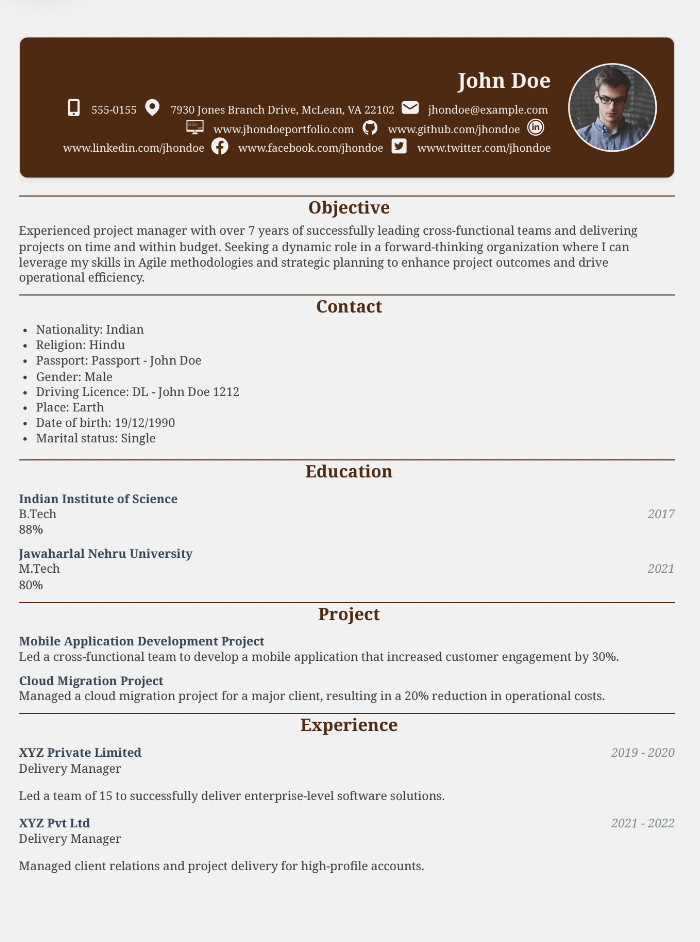 John Doe
555-0155 7930 Jones Branch Drive, McLean, VA 22102 jhondoe@example.com
www.jhondoeportfolio.com www.github.com/jhondoe
www.linkedin.com/jhondoe www.facebook.com/jhondoe www.twitter.com/jhondoe
Objective
Experienced project manager with over 7 years of successfully leading cross-functional teams and delivering
projects on time and within budget. Seeking a dynamic role in a forward-thinking organization where I can
leverage my skills in Agile methodologies and strategic planning to enhance project outcomes and drive
operational efficiency.
Contact
• Nationality: Indian
• Religion: Hindu
• Passport: Passport - John Doe
• Gender: Male
• Driving Licence: DL - John Doe 1212
• Place: Earth
• Date of birth: 19/12/1990
• Marital status: Single
Education
Indian Institute of Science
B.Tech 2017
88%
Jawaharlal Nehru University
M.Tech 2021
80%
Project
Mobile Application Development Project
Led a cross-functional team to develop a mobile application that increased customer engagement by 30%.
Cloud Migration Project
Managed a cloud migration project for a major client, resulting in a 20% reduction in operational costs.
Experience
XYZ Private Limited 2019 - 2020
Delivery Manager
Led a team of 15 to successfully deliver enterprise-level software solutions.
XYZ Pvt Ltd 2021 - 2022
Delivery Manager
Managed client relations and project delivery for high-profile accounts.